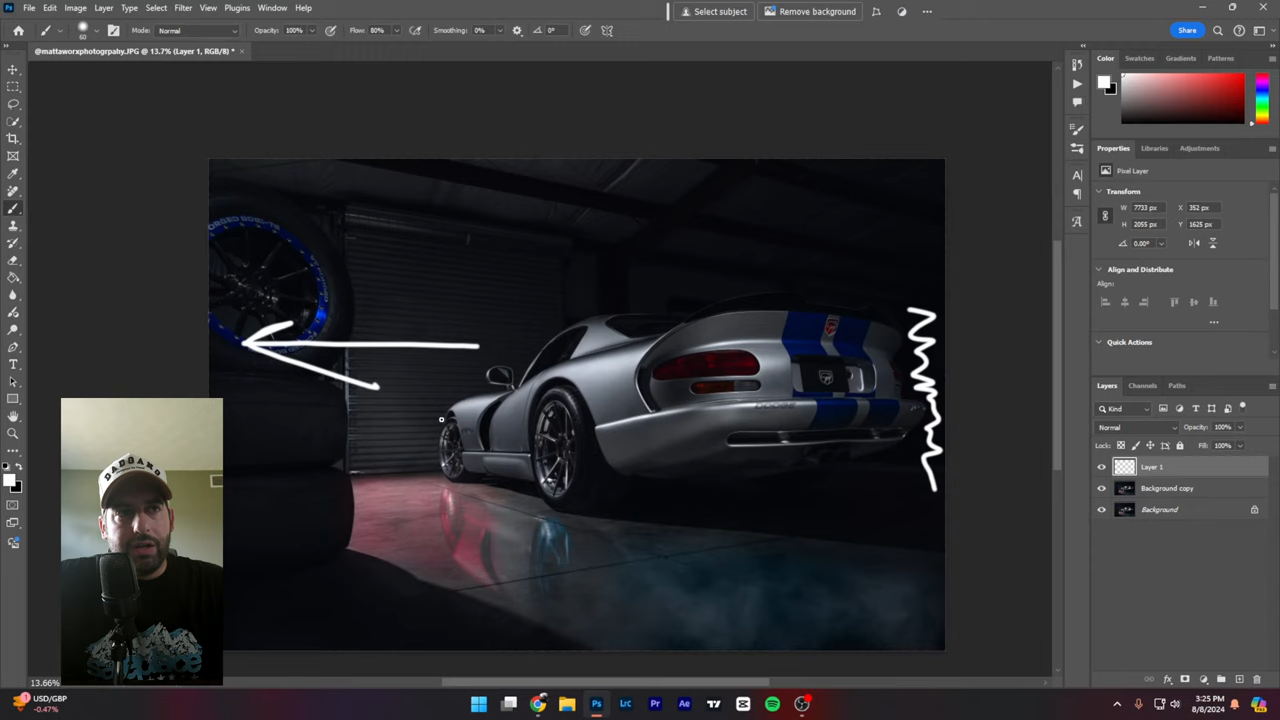 File Edit Image Layer Type Select Filter View Plugins Window Help
Select subject Remove background
Mode: Normal Opacity: 100% Flow: 80% Smoothing: 0% 0° Share
@mattaworxphotogrpahy.JPG @ 13.7% (Layer 1, RGB/8) *
Color Swatches Gradients Patterns
Properties Libraries Adjustments
Pixel Layer
Transform
W 7733 px X 352 px
H 2055 px Y 1625 px
0.00°
Align and Distribute
Align:
Quick Actions
Layers Channels Paths
Kind
Normal Opacity: 100%
Lock: Fill: 100%
Layer 1
Background copy
Background
DODGE
DADGARO
13.66%
USD/GBP
-0.47%
3:25 PM
8/8/2024